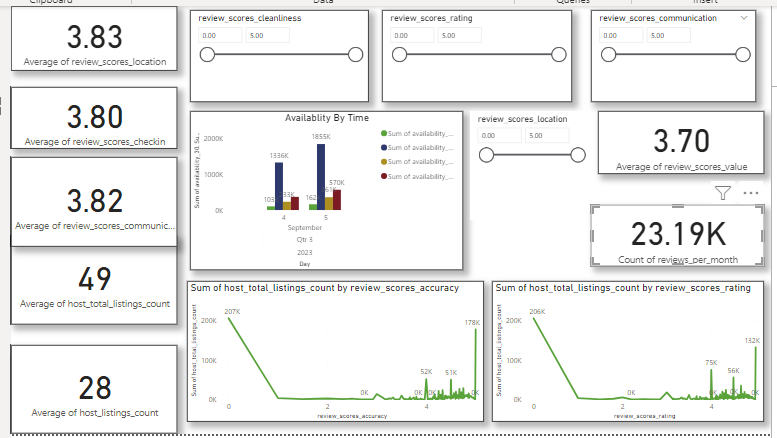 Clipboard
Data
Queries
Insert
3.83
Average of review_scores_location
3.80
Average of review_scores_checkin
3.82
Average of review_scores_communic...
49
Average of host_total_listings_count
28
Average of host_listings_count
review_scores_cleanliness
0.00 5.00
review_scores_rating
0.00 5.00
review_scores_communication
0.00 5.00
Availablity By Time
Sum of availability_30, Su...
2000K
1000K
0K
1336K
1855K
103
162
570K
4 5
September
Qtr 3
2023
Day
Sum of availability_...
Sum of availability_...
Sum of availability_...
Sum of availability_...
review_scores_location
0.00 5.00
3.70
Average of review_scores_value
23.19K
Count of reviews_per_month
Sum of host_total_listings_count by review_scores_accuracy
Sum of host_total_listings_count
200K
100K
0K
207K
0K
52K
0K
0K
51K
178K
0K
0 2 4
review_scores_accuracy
Sum of host_total_listings_count by review_scores_rating
Sum of host_total_listings_count
200K
100K
0K
206K
0K
75K
0K
56K
132K
0K
0 2 4
review_scores_rating